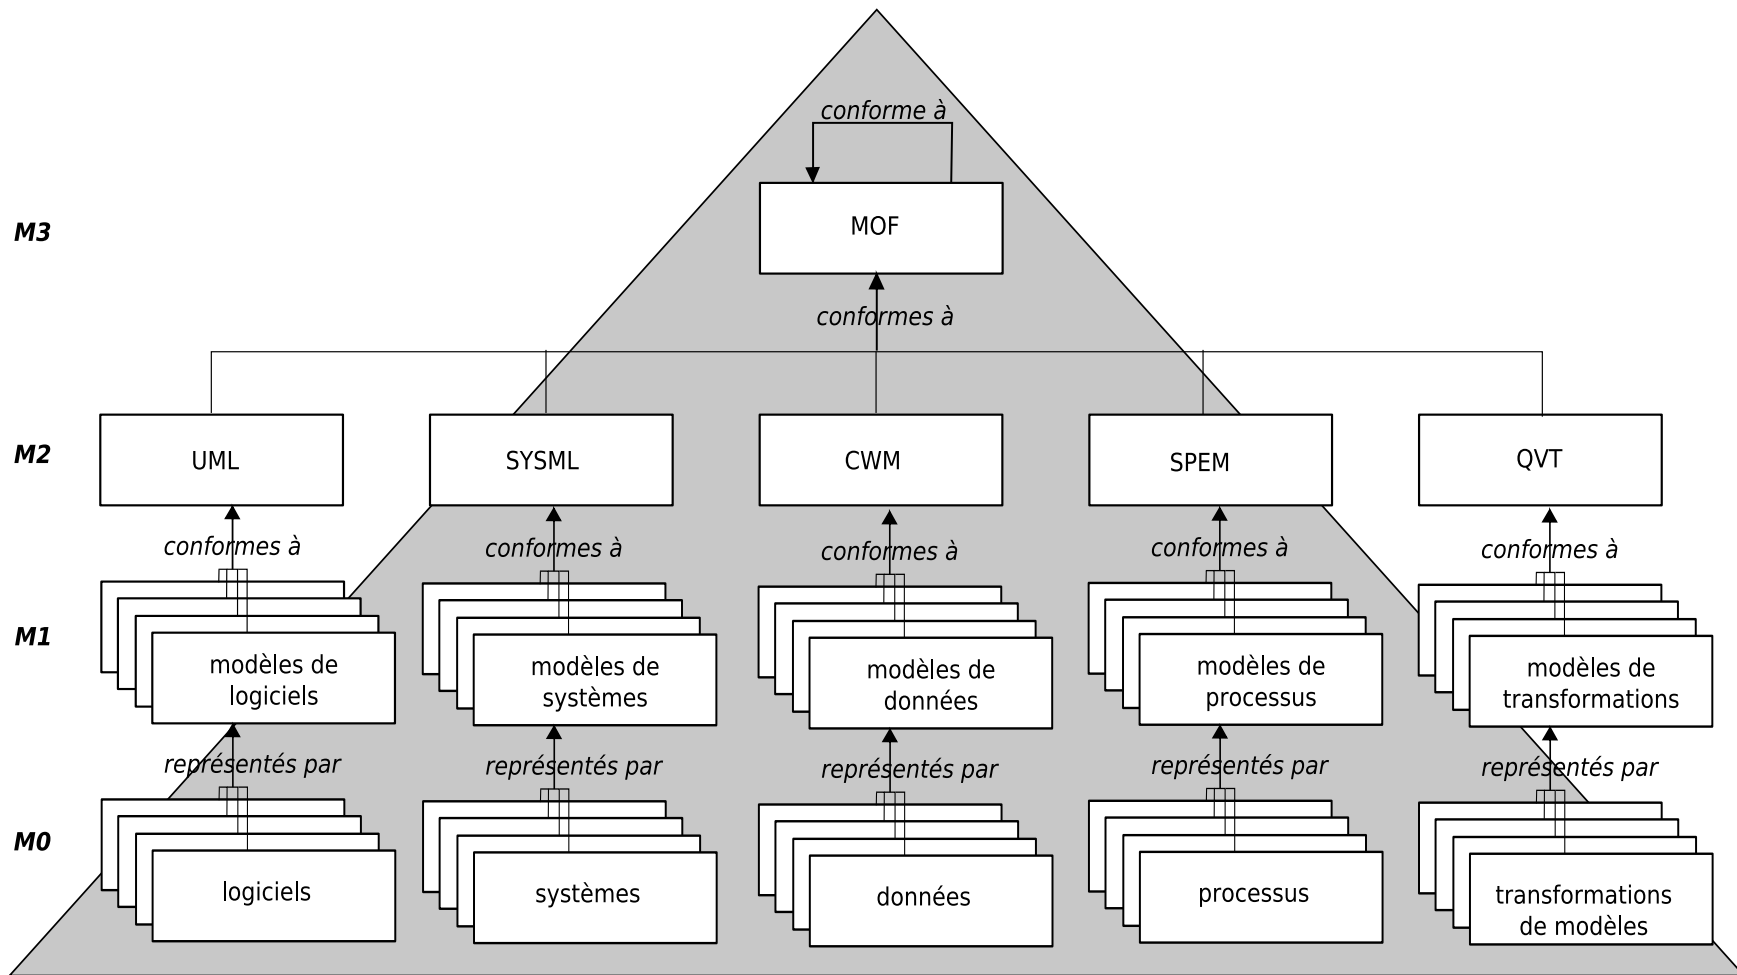 conforme à
M3
MOF
conformes à
M2
UML
SYSML
CWM
SPEM
QVT
conformes à
conformes à
conformes à
conformes à
conformes à
M1
modèles de
logiciels
modèles de
systèmes
modèles de
données
modèles de
processus
modèles de
transformations
représentés par
représentés par
représentés par
représentés par
représentés par
M0
logiciels
systèmes
données
processus
transformations
de modèles